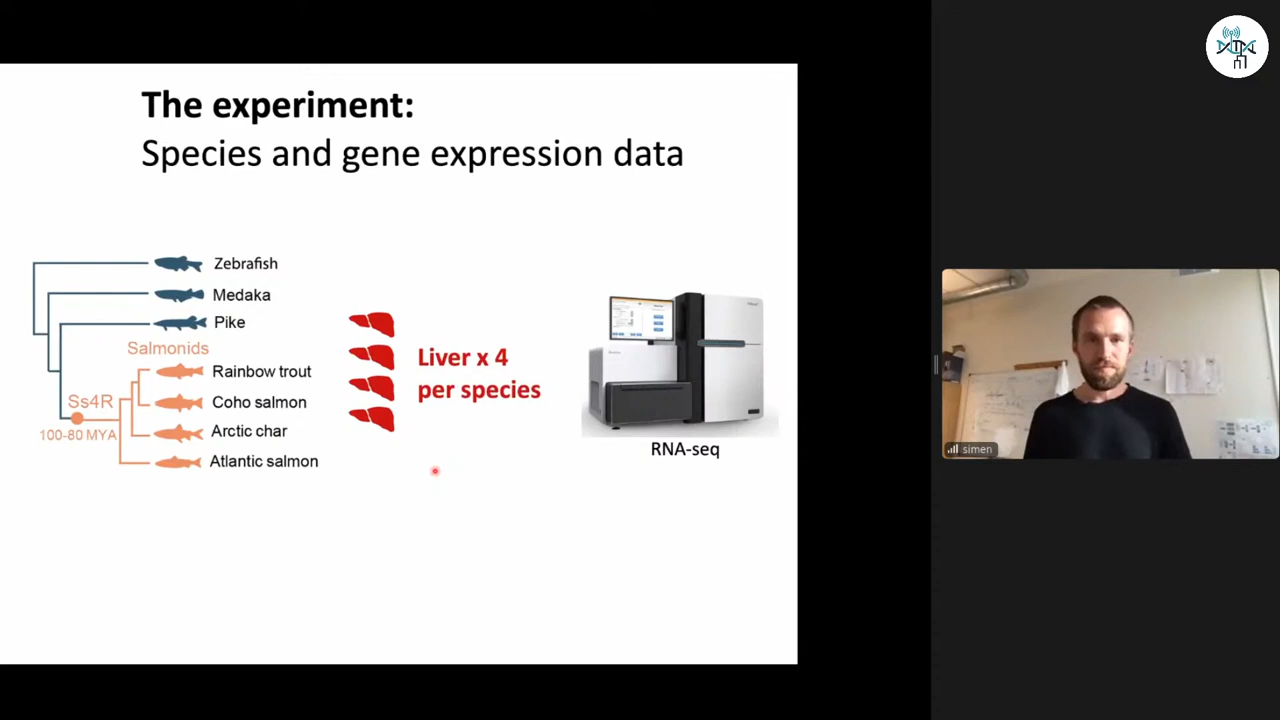 The experiment:
Species and gene expression data
Zebrafish
Medaka
Pike
Salmonids
Rainbow trout
Ss4R
Coho salmon
100-80 MYA
Arctic char
Atlantic salmon
Liver x 4
per species
RNA-seq
simen